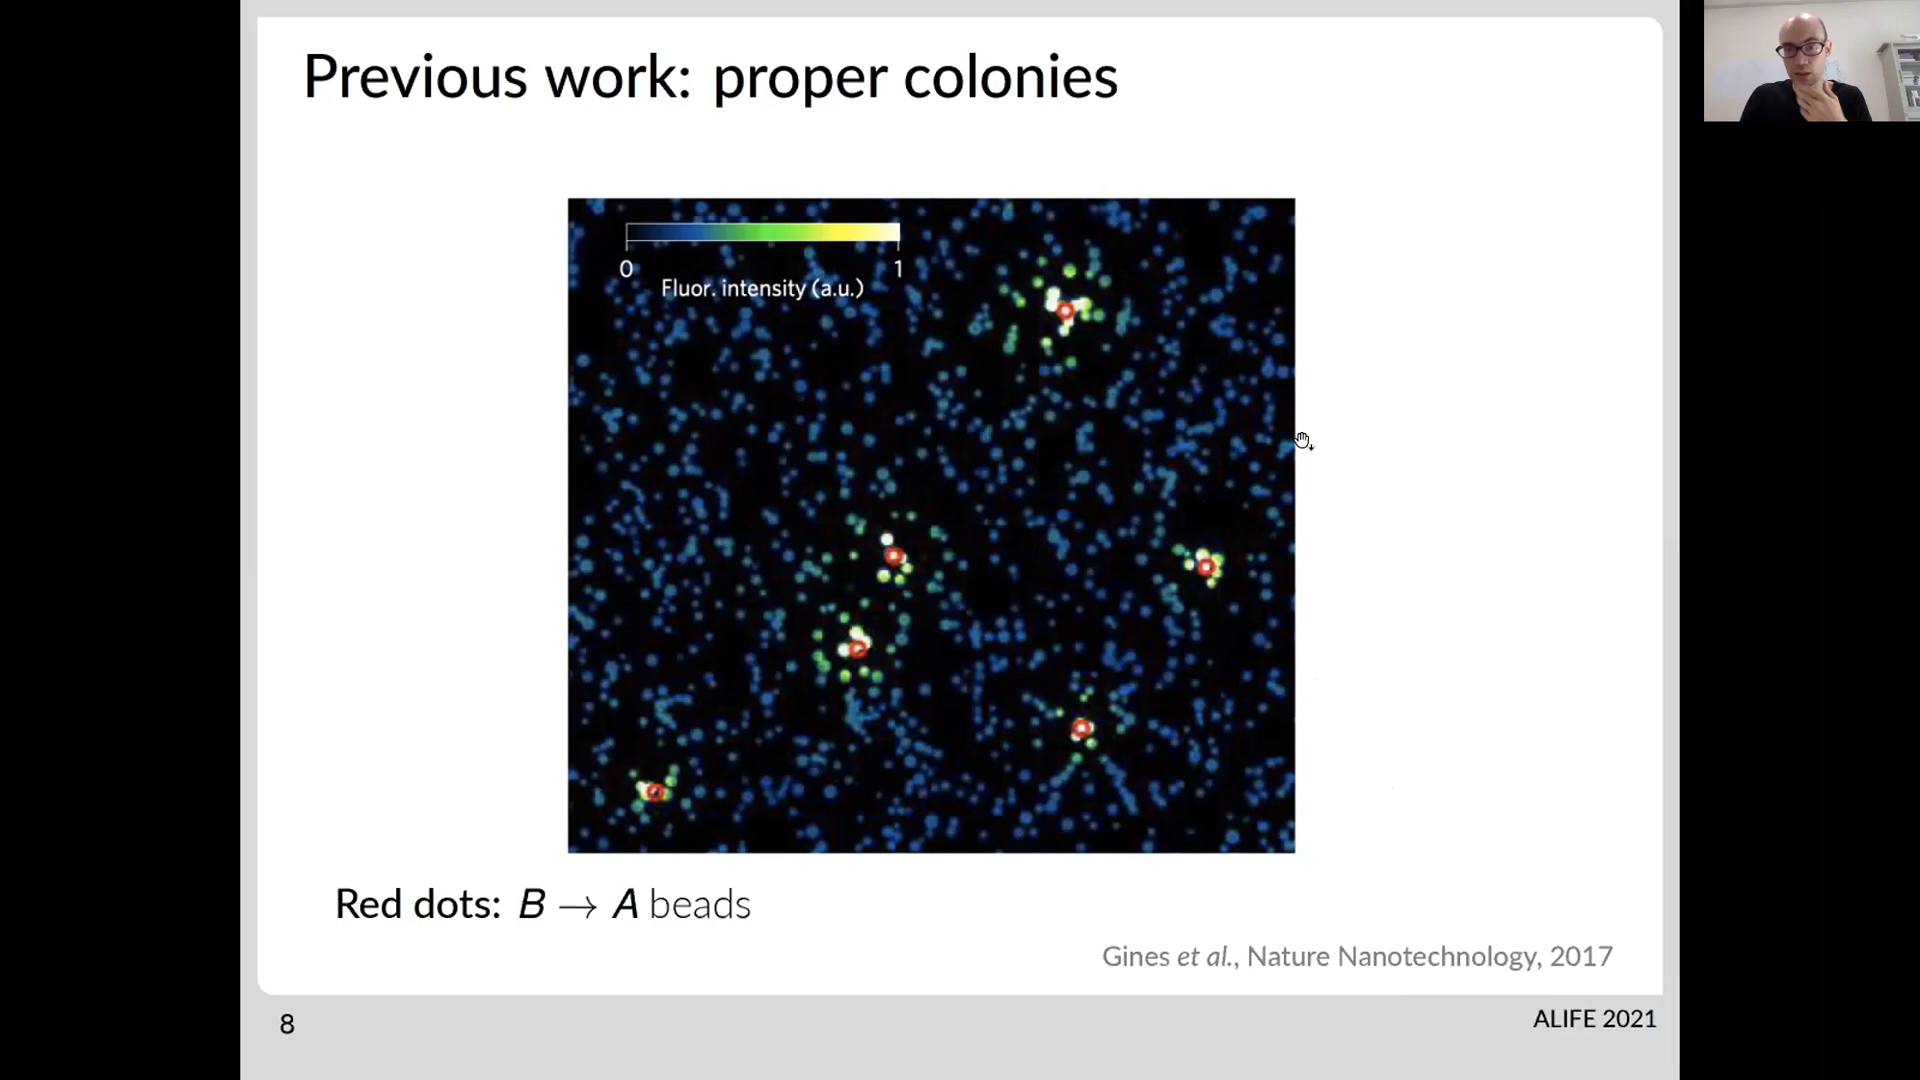 Previous work: proper colonies
0 1
Fluor. intensity (a.u.)
Red dots: B → A beads
Gines et al., Nature Nanotechnology, 2017
8
ALIFE 2021